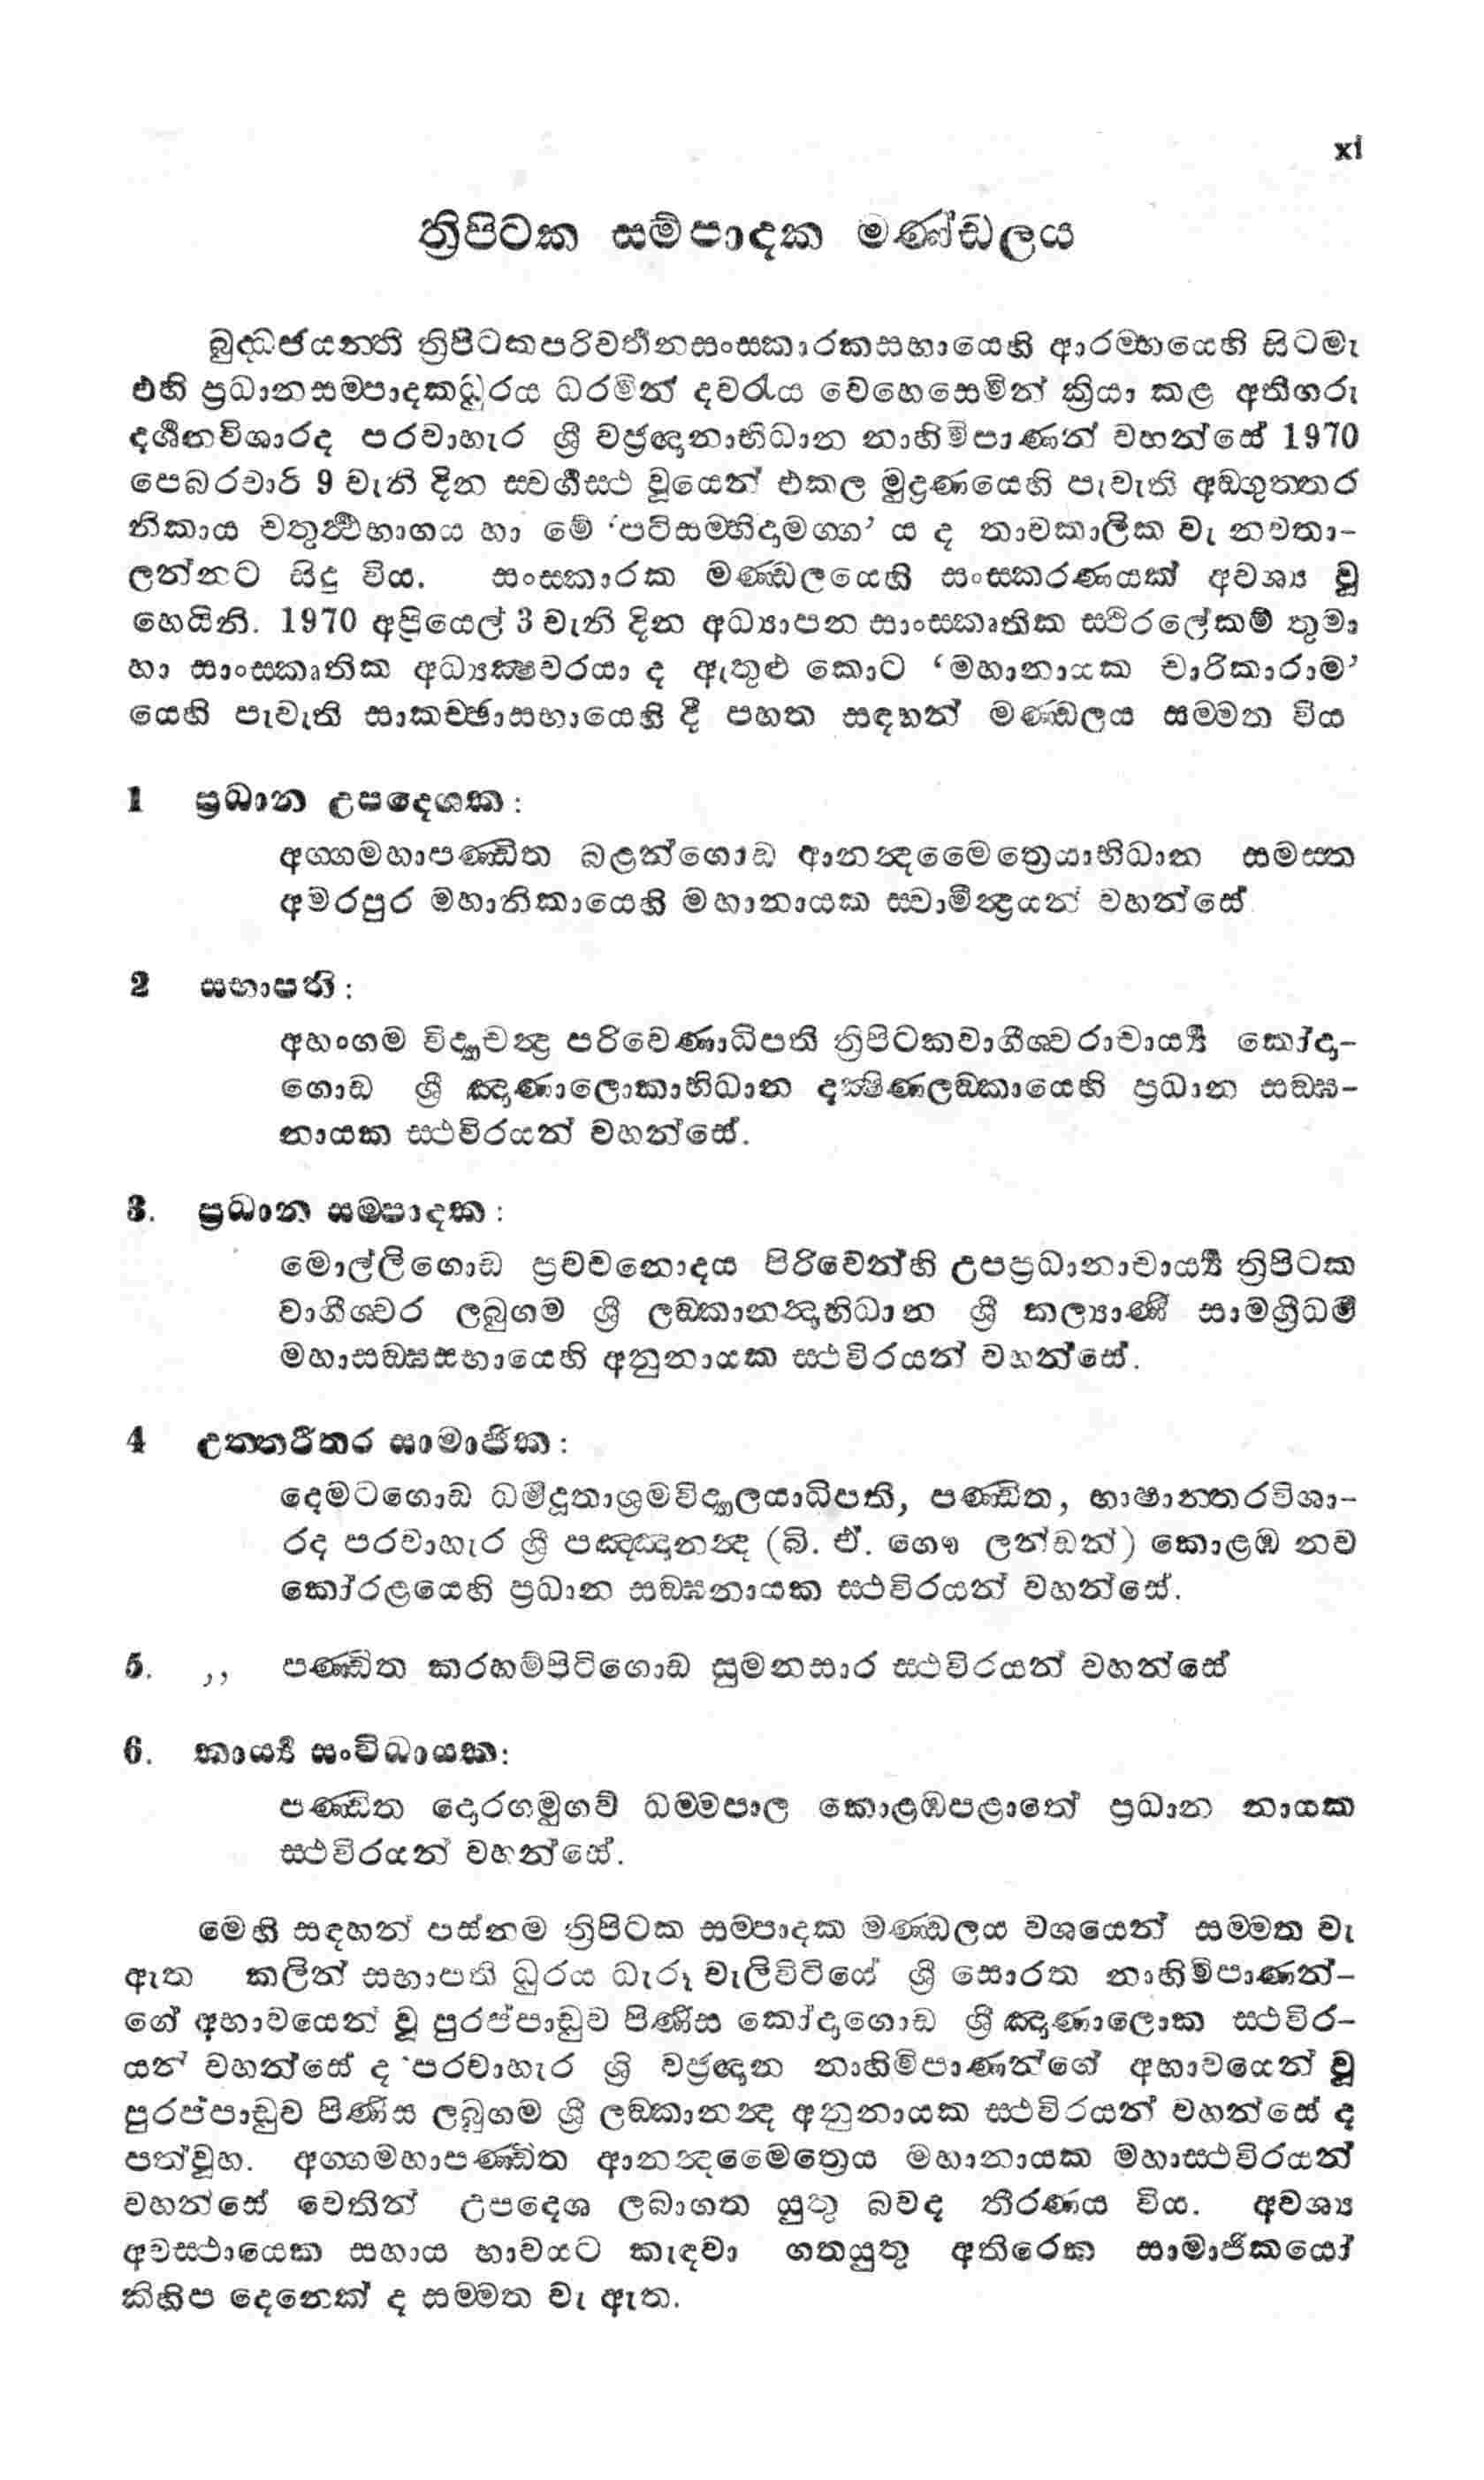 xi
ත්‍රිපිටක සම්පාදක මණ්ඩලය
බුද්ධජයන්ති ත්‍රිපිටකපරිවර්තනසංස්කාරකසභායෙහි ආරම්භයෙහි සිටමැ
එහි ප්‍රධානසම්පාදකධුරය ධරමින් දවරැය වෙහෙසෙමින් ක්‍රියා කළ අතිගරු
දර්ශනවිශාරද පරවාහැර ශ්‍රී වජ්‍රඤානාභිධාන නාහිමිපාණන් වහන්සේ 1970
පෙබරවාරි 9 වැනි දින ස්වර්ගස්ථ වූයෙන් එකල මුද්‍රණයෙහි පැවැති අඞ්ගුත්තර
නිකාය චතුර්ථභාගය හා මේ ‘පටිසම්භිදාමග්ග’ ය ද තාවකාලික වැ නවතා-
ලන්නට සිදු විය. සංස්කාරක මණ්ඩලයෙහි සංස්කරණයක් අවශ්‍ය වූ
හෙයිනි. 1970 අප්‍රියෙල් 3 වැනි දින අධ්‍යාපන සාංස්කෘතික ස්ථිරලේකම් තුමා
හා සාංස්කෘතික අධ්‍යක්ෂවරයා ද ඇතුළු කොට ‘මහානායක චාරිකාරාම’
යෙහි පැවැති සාකච්ඡාසභායෙහි දී පහත සඳහන් මණ්ඩලය සම්මත විය
1 ප්‍රධාන උපදෙශක :
අග්ගමහාපණ්ඩිත බළන්ගොඩ ආනන්දමෛත්‍රෙයාභිධාන සමස්ත
අමරපුර මහානිකායෙහි මහානායක ස්වාමීන්ද්‍රයන් වහන්සේ
2 සභාපති :
අහංගම විද්‍යාචන්ද්‍ර පරිවෙණාධිපති ත්‍රිපිටකවාගීශ්වරාචාර්ය්‍ය කෝදා-
ගොඩ ශ්‍රී ඤාණාලොකාභිධාන දක්ෂිණලඞ්කායෙහි ප්‍රධාන සඞ්ඝ-
නායක ස්ථවිරයන් වහන්සේ.
3. ප්‍රධාන සම්පාදක :
මොල්ලිගොඩ ප්‍රවචනොදය පිරිවෙන්හි උපප්‍රධානාචාර්ය්‍ය ත්‍රිපිටක
වාගීශ්වර ලබුගම ශ්‍රී ලඞ්කානන්දාභිධාන ශ්‍රී කල්‍යාණි සාමග්‍රීධර්ම
මහාසඞ්ඝසභායෙහි අනුනායක ස්ථවිරයන් වහන්සේ.
4 උත්තරීතර සාමාජික :
දෙමටගොඩ ධර්මදූතාශ්‍රමවිද්‍යාලයාධිපති, පණ්ඩිත, භාෂාන්තරවිශා-
රද පරවාහැර ශ්‍රී පඤ්ඤානන්ද (බී. ඒ. ගෞ ලන්ඩන්) කොළඹ නව
කෝරළයෙහි ප්‍රධාන සඞ්ඝනායක ස්ථවිරයන් වහන්සේ.
5. ,, පණ්ඩිත කරහම්පිටිගොඩ සුමනසාර ස්ථවිරයන් වහන්සේ
6. කාර්ය්‍ය සංවිධායක:
පණ්ඩිත දොරගමුගව් ධම්මපාල කොළඹපළාතේ ප්‍රධාන නායක
ස්ථවිරයන් වහන්සේ.
මෙහි සඳහන් පස්නම ත්‍රිපිටක සම්පාදක මණ්ඩලය වශයෙන් සම්මත වැ
ඇත කලින් සභාපති ධුරය ධැරූ වැලිවිටියේ ශ්‍රී සොරත නාහිමිපාණන්-
ගේ අභාවයෙන් වූ පුරප්පාඩුව පිණිස කෝදාගොඩ ශ්‍රී ඤාණාලොක ස්ථවිර-
යන් වහන්සේ ද පරවාහැර ශ්‍රි වජ්‍රඤාන නාහිමිපාණන්ගේ අභාවයෙන් වූ
පුරප්පාඩුව පිණිස ලබුගම ශ්‍රී ලඞ්කානන්ද අනුනායක ස්ථවිරයන් වහන්සේ ද
පත්වූහ. අග්ගමහාපණ්ඩිත ආනන්දමෛත්‍රෙය මහානායක මහාස්ථවිරයන්
වහන්සේ වෙතින් උපදෙශ ලබාගත යුතු බවද තීරණය විය. අවශ්‍ය
අවස්ථායෙක සහාය භාවයට කැඳවා ගතයුතු අතිරෙක සාමාජිකයෝ
කිහිප දෙනෙක් ද සම්මත වැ ඇත.